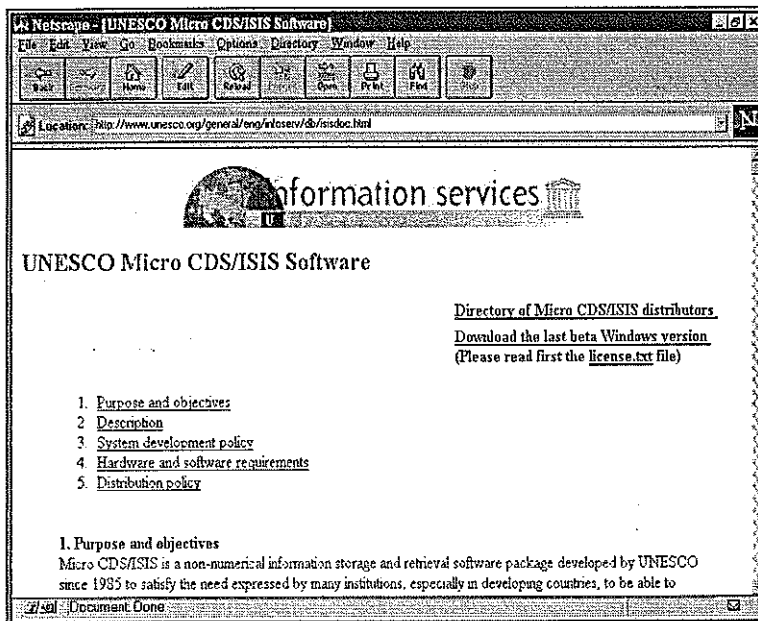 Netscape - [UNESCO Micro CDS/ISIS Software]
File Edit View Go Bookmarks Options Directory Window Help
Back Home Edit Reload Open Print Find Stop
Location: http://www.unesco.org/general/eng/infoserv/db/isisdoc.html
N
information services
U
UNESCO Micro CDS/ISIS Software
Directory of Micro CDS/ISIS distributors
Download the last beta Windows version
(Please read first the license.txt file)
1. Purpose and objectives
2 Description
3. System development policy
4. Hardware and software requirements
5. Distribution policy
1. Purpose and objectives
Micro CDS/ISIS is a non-numerical information storage and retrieval software package developed by UNESCO
since 1985 to satisfy the need expressed by many institutions, especially in developing countries, to be able to
Document Done